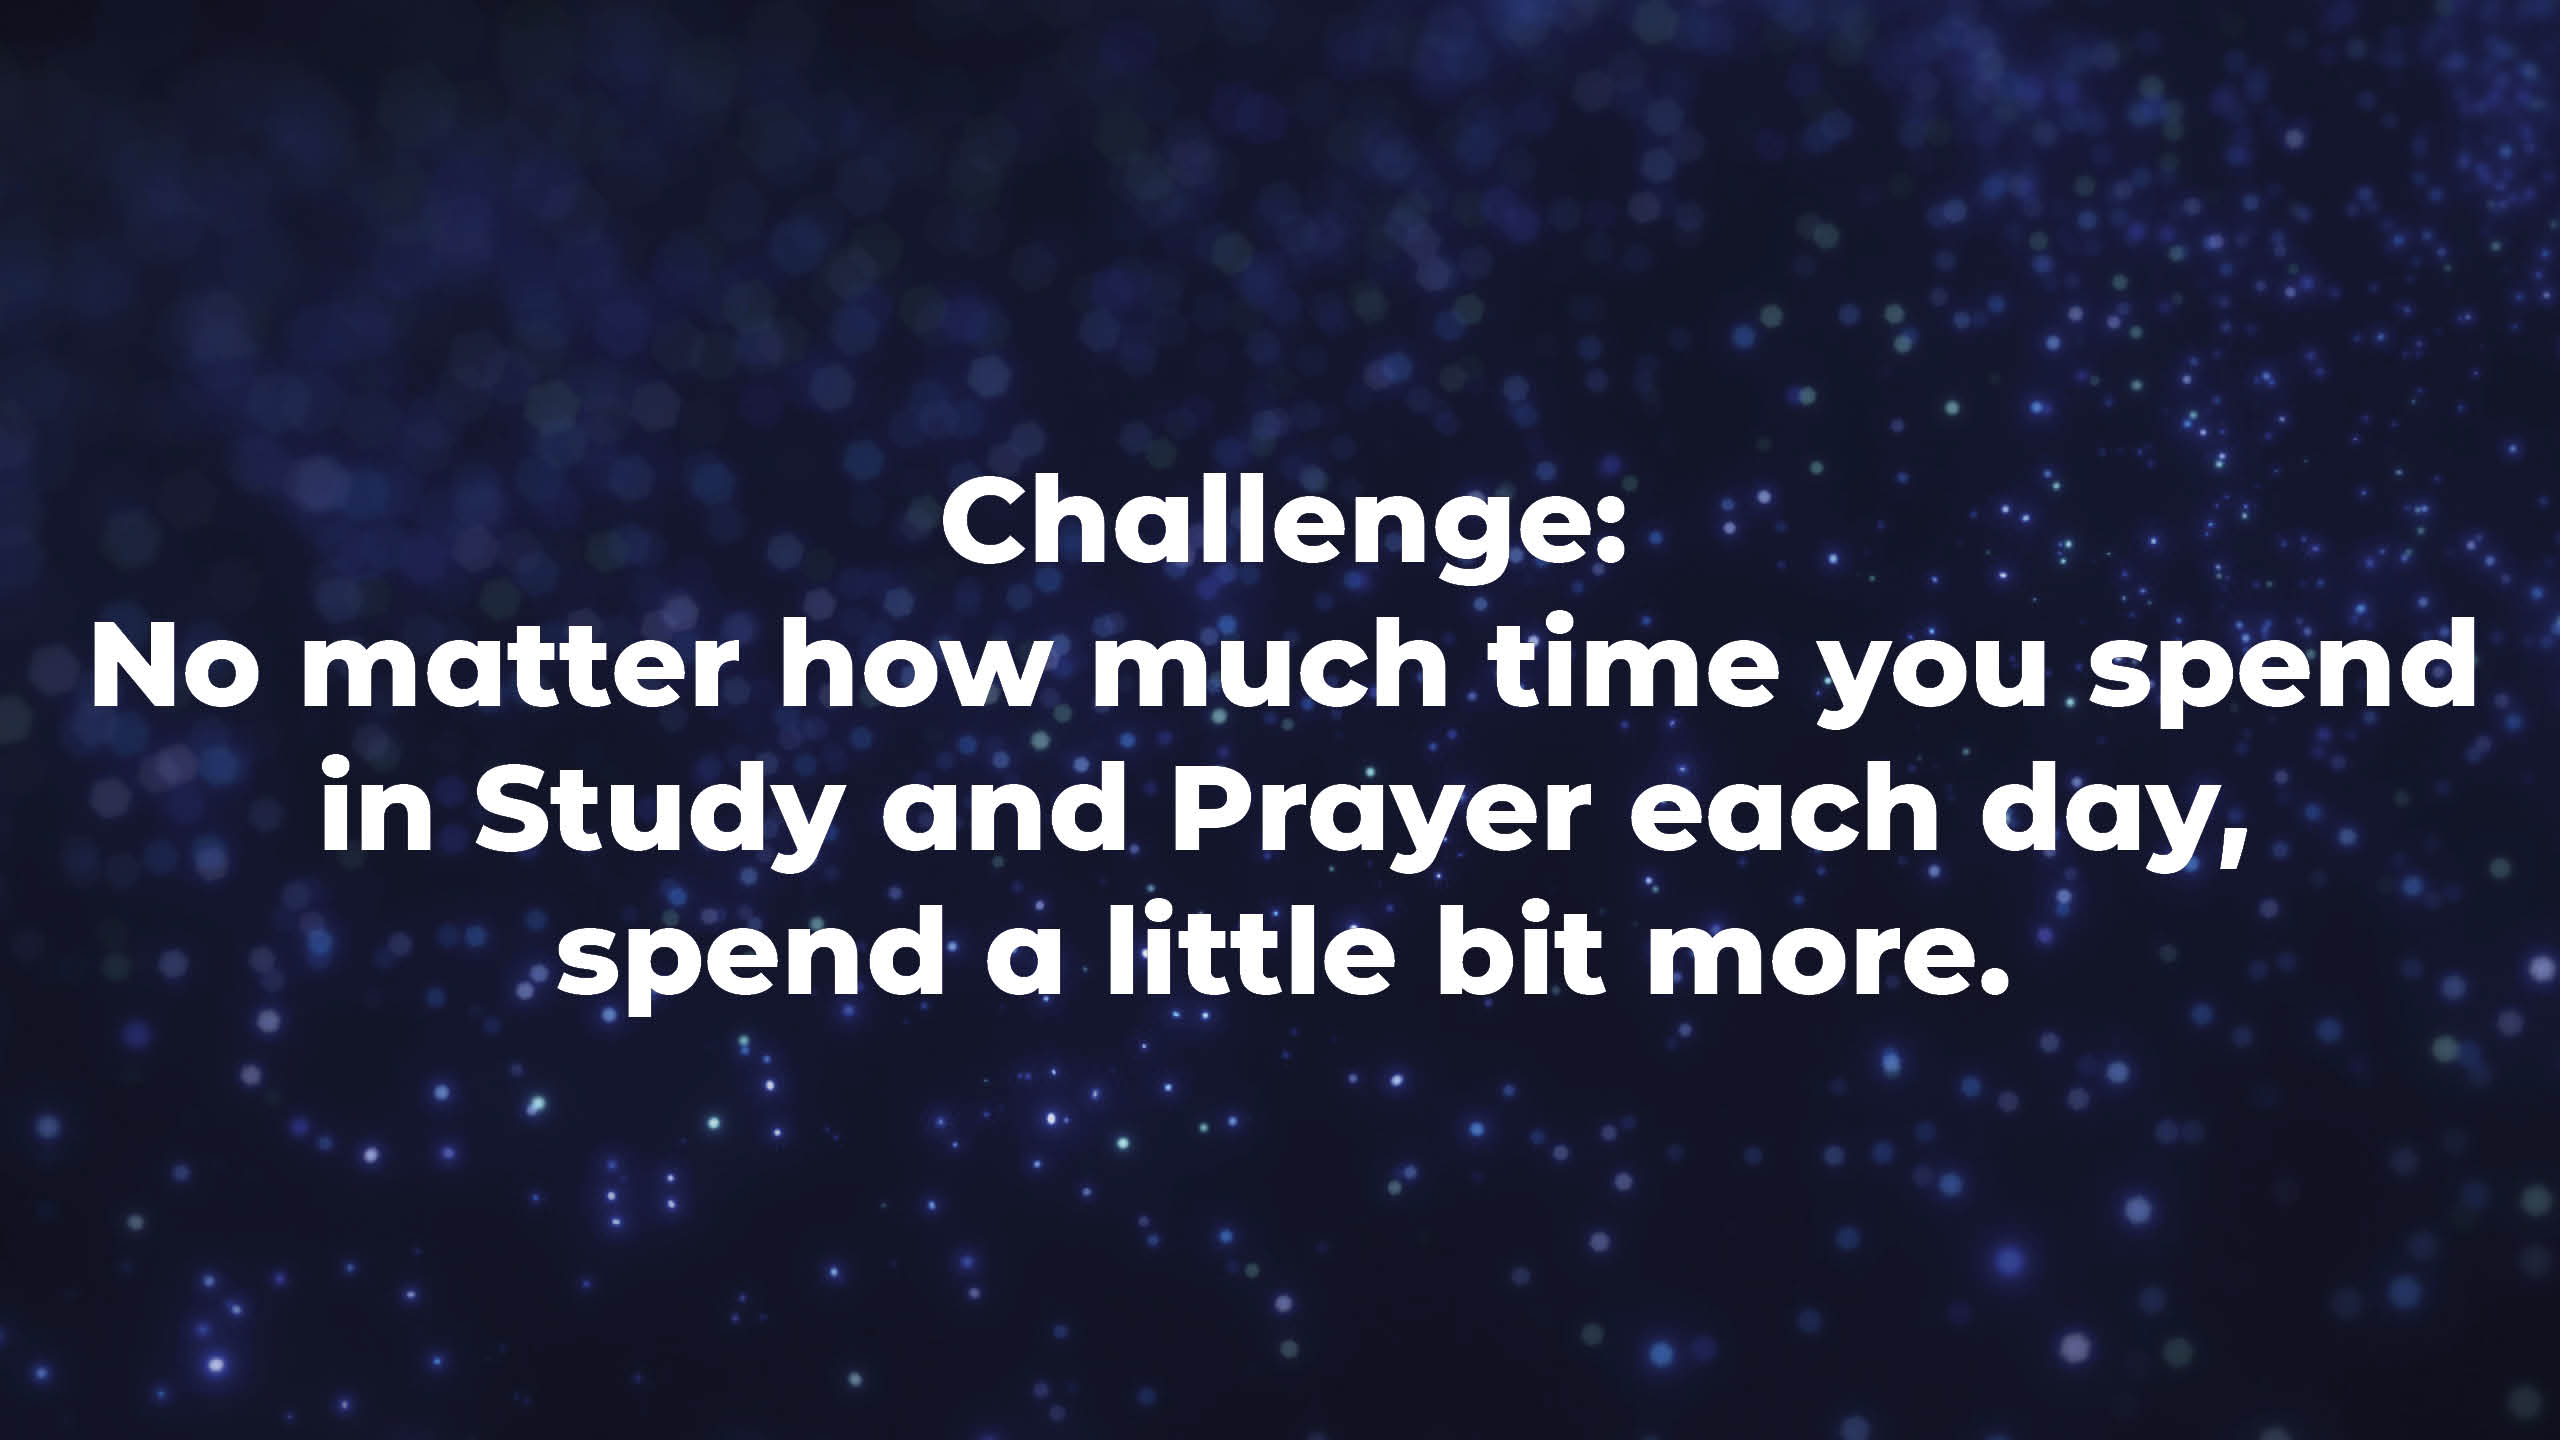 Challenge:
No matter how much time you spend
in Study and Prayer each day,
spend a little bit more.